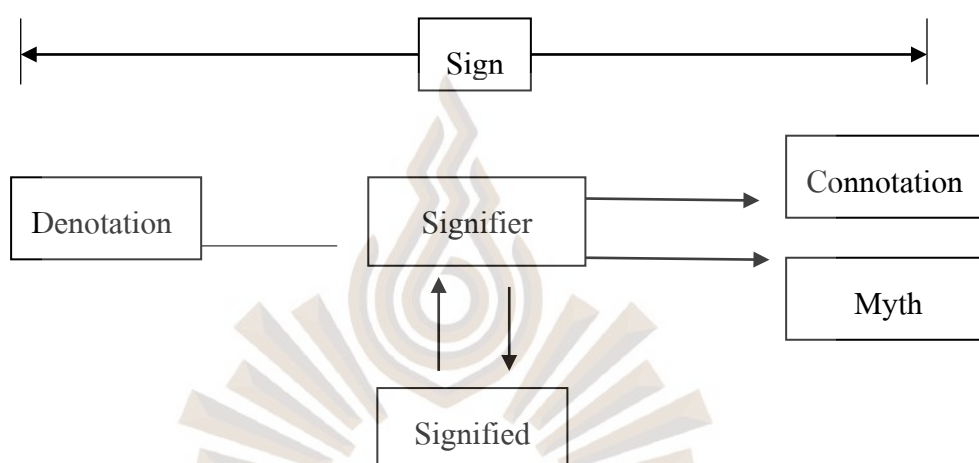 Sign
Connotation
Denotation
Signifier
Myth
Signified